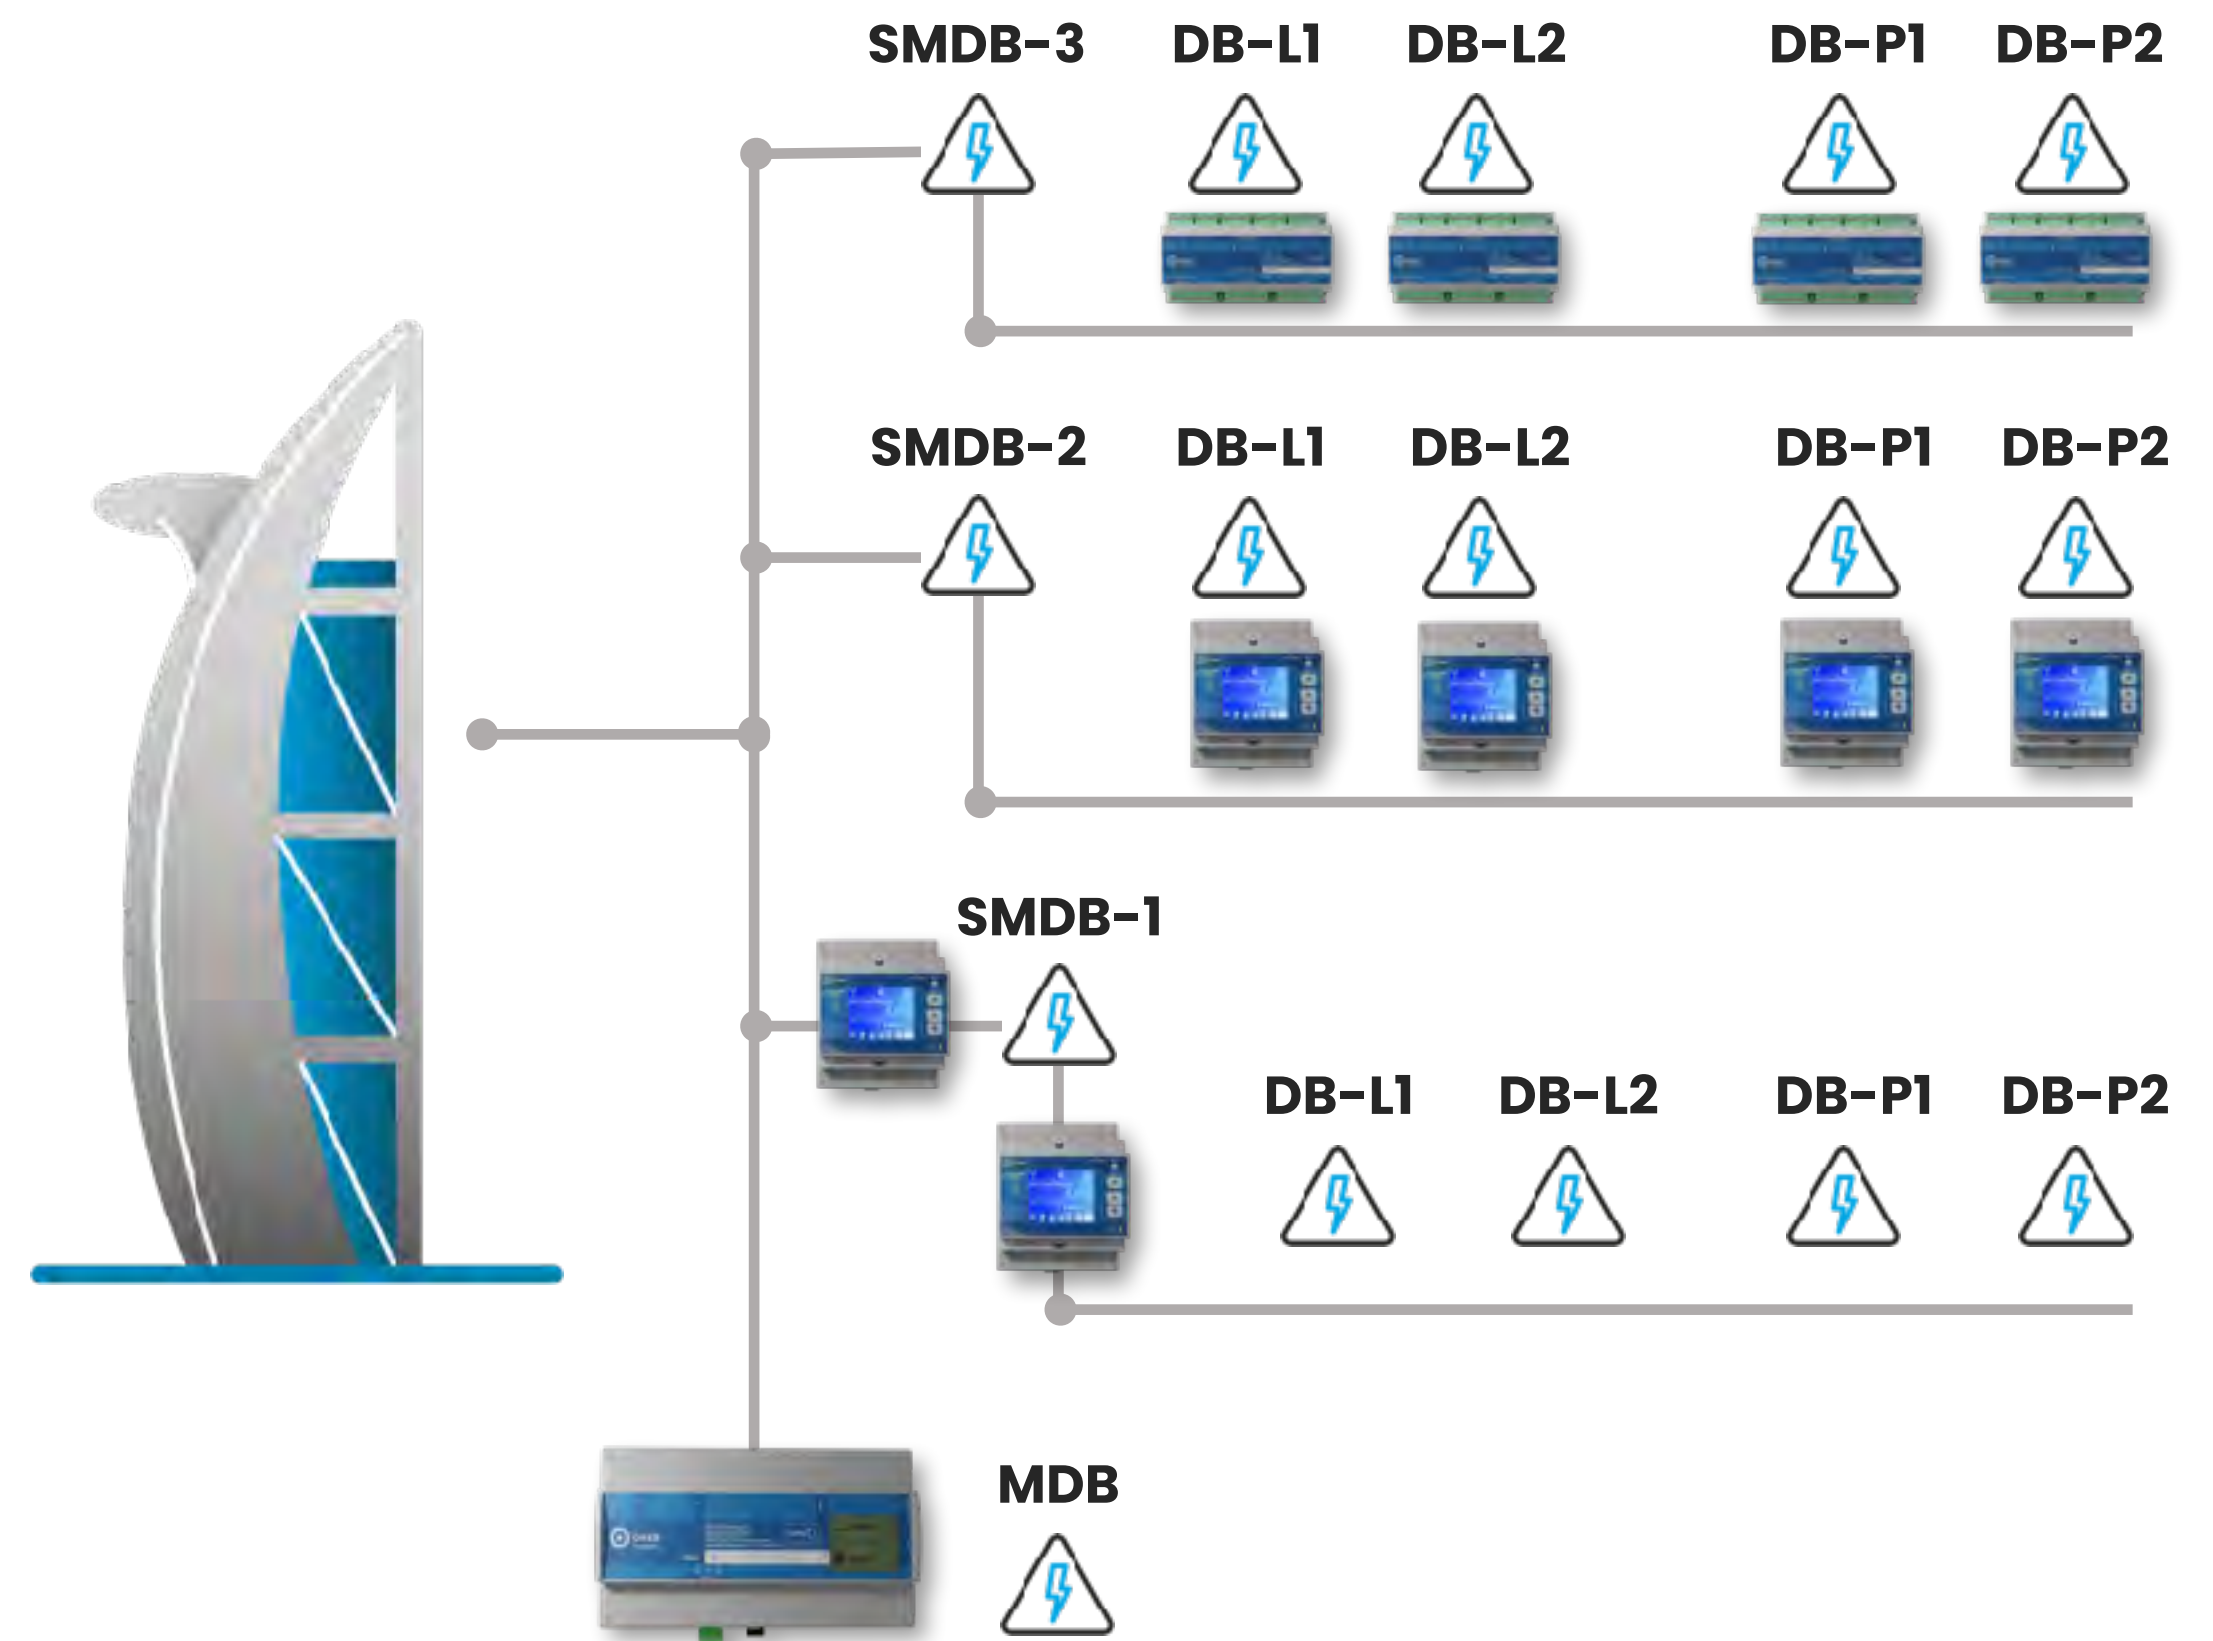 SMDB-3 DB-L1 DB-L2 DB-P1 DB-P2
SMDB-2 DB-L1 DB-L2 DB-P1 DB-P2
SMDB-1
DB-L1 DB-L2 DB-P1 DB-P2
MDB